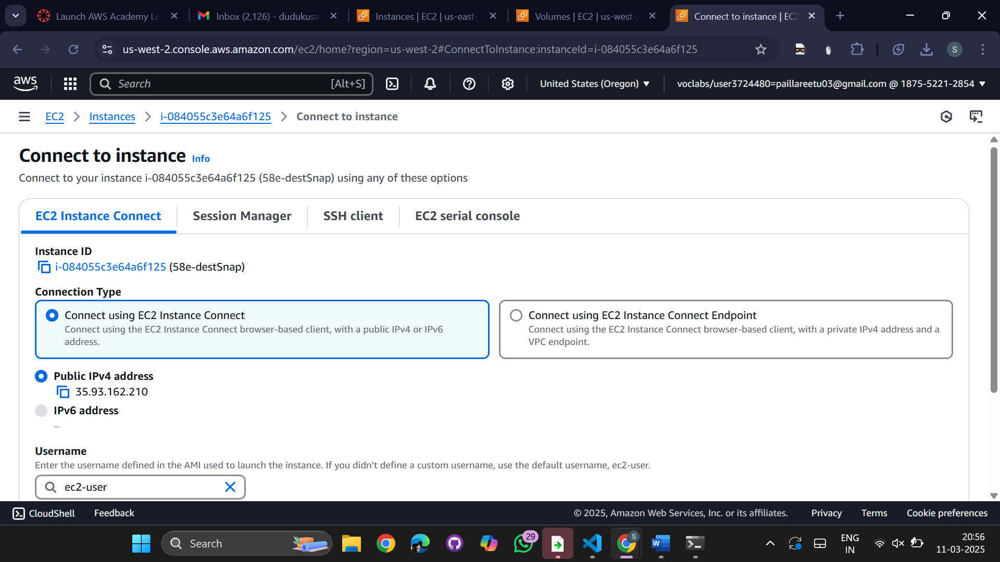 Launch AWS Academy Le
Inbox (2,126) - dudukusa
Instances | EC2 | us-east-
Volumes | EC2 | us-west-2
Connect to instance | EC2
us-west-2.console.aws.amazon.com/ec2/home?region=us-west-2#ConnectToInstance:instanceId=i-084055c3e64a6f125
S
aws
Search
[Alt+S]
United States (Oregon)
voclabs/user3724480=paillareetu03@gmail.com @ 1875-5221-2854
EC2
Instances
i-084055c3e64a6f125
Connect to instance
Connect to instance Info
Connect to your instance i-084055c3e64a6f125 (58e-destSnap) using any of these options
EC2 Instance Connect
Session Manager
SSH client
EC2 serial console
Instance ID
i-084055c3e64a6f125 (58e-destSnap)
Connection Type
Connect using EC2 Instance Connect
Connect using the EC2 Instance Connect browser-based client, with a public IPv4 or IPv6
address.
Connect using EC2 Instance Connect Endpoint
Connect using the EC2 Instance Connect browser-based client, with a private IPv4 address and a
VPC endpoint.
Public IPv4 address
35.93.162.210
IPv6 address
–
Username
Enter the username defined in the AMI used to launch the instance. If you didn't define a custom username, use the default username, ec2-user.
ec2-user
CloudShell
Feedback
© 2025, Amazon Web Services, Inc. or its affiliates.
Privacy
Terms
Cookie preferences
Search
29
S
W
ENG
IN
20:56
11-03-2025